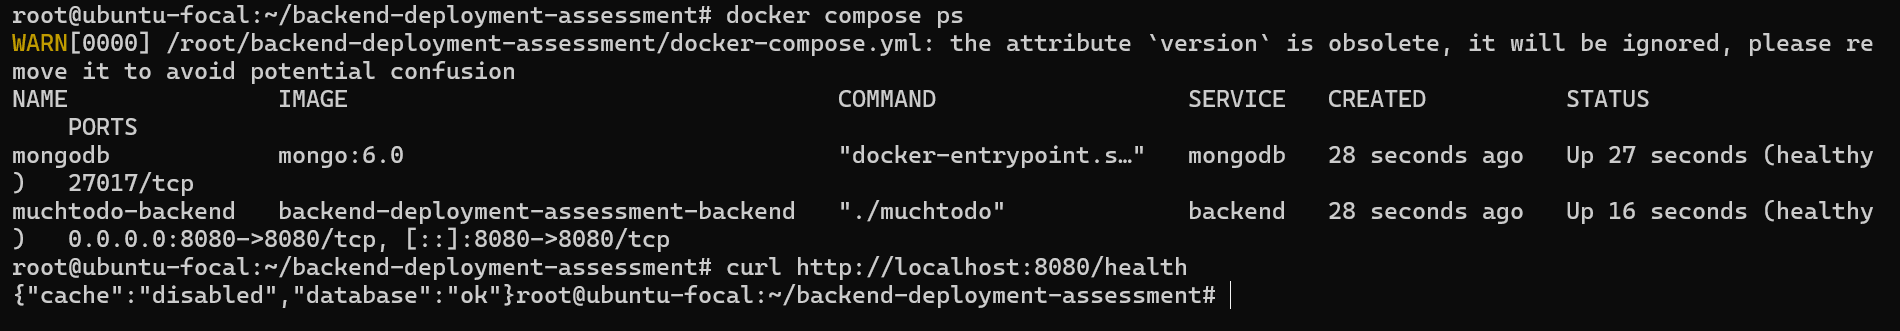 root@ubuntu-focal:~/backend-deployment-assessment# docker compose ps
WARN[0000] /root/backend-deployment-assessment/docker-compose.yml: the attribute `version` is obsolete, it will be ignored, please re
move it to avoid potential confusion
NAME               IMAGE                                   COMMAND                  SERVICE   CREATED          STATUS
    PORTS
mongodb            mongo:6.0                               "docker-entrypoint.s…"   mongodb   28 seconds ago   Up 27 seconds (healthy
)   27017/tcp
muchtodo-backend   backend-deployment-assessment-backend   "./muchtodo"             backend   28 seconds ago   Up 16 seconds (healthy
)   0.0.0.0:8080->8080/tcp, [::]:8080->8080/tcp
root@ubuntu-focal:~/backend-deployment-assessment# curl http://localhost:8080/health
{"cache":"disabled","database":"ok"}root@ubuntu-focal:~/backend-deployment-assessment#